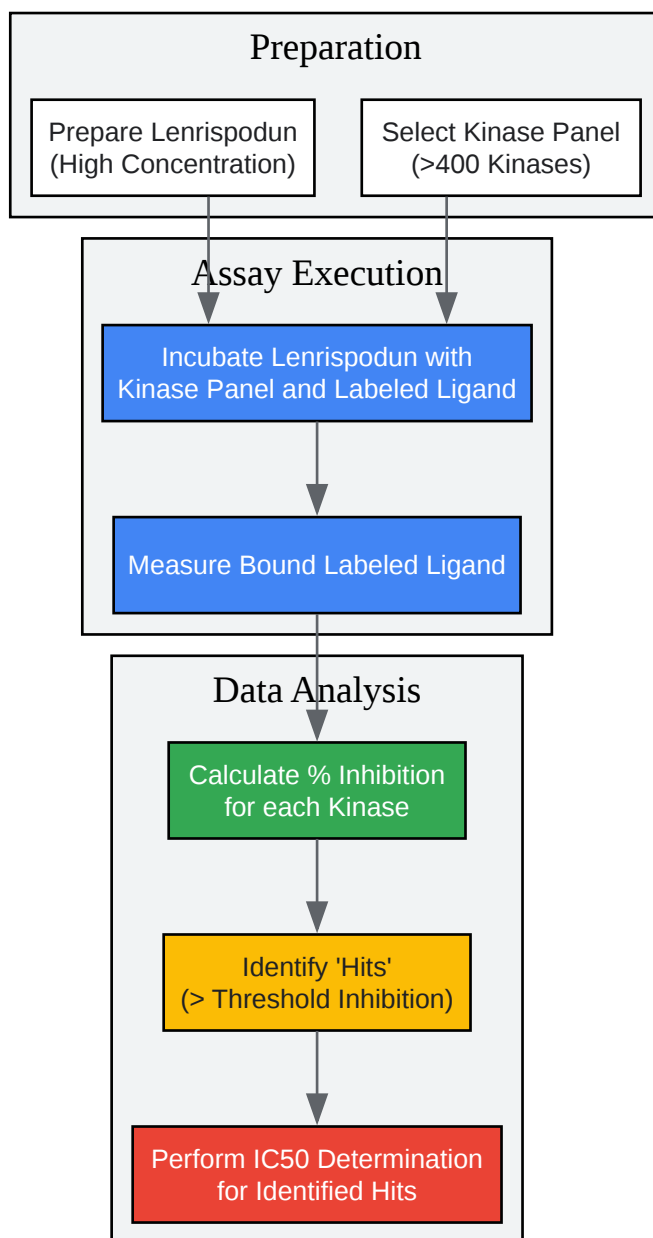 Preparation
Prepare Lenrispodun
(High Concentration)
Select Kinase Panel
(>400 Kinases)
Assay Execution
Incubate Lenrispodun with
Kinase Panel and Labeled Ligand
Measure Bound Labeled Ligand
Data Analysis
Calculate % Inhibition
for each Kinase
Identify 'Hits'
(> Threshold Inhibition)
Perform IC50 Determination
for Identified Hits